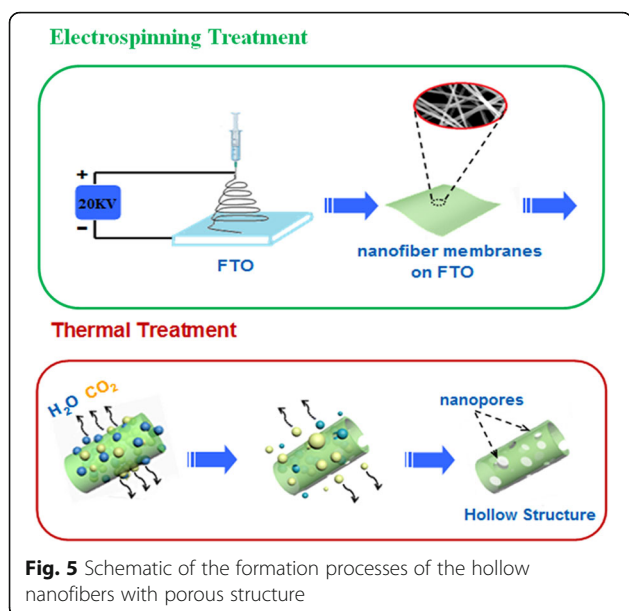 Electrospinning Treatment
+
20KV
−
FTO
nanofiber membranes
on FTO
Thermal Treatment
H₂O CO₂
nanopores
Hollow Structure
Fig. 5 Schematic of the formation processes of the hollow
nanofibers with porous structure